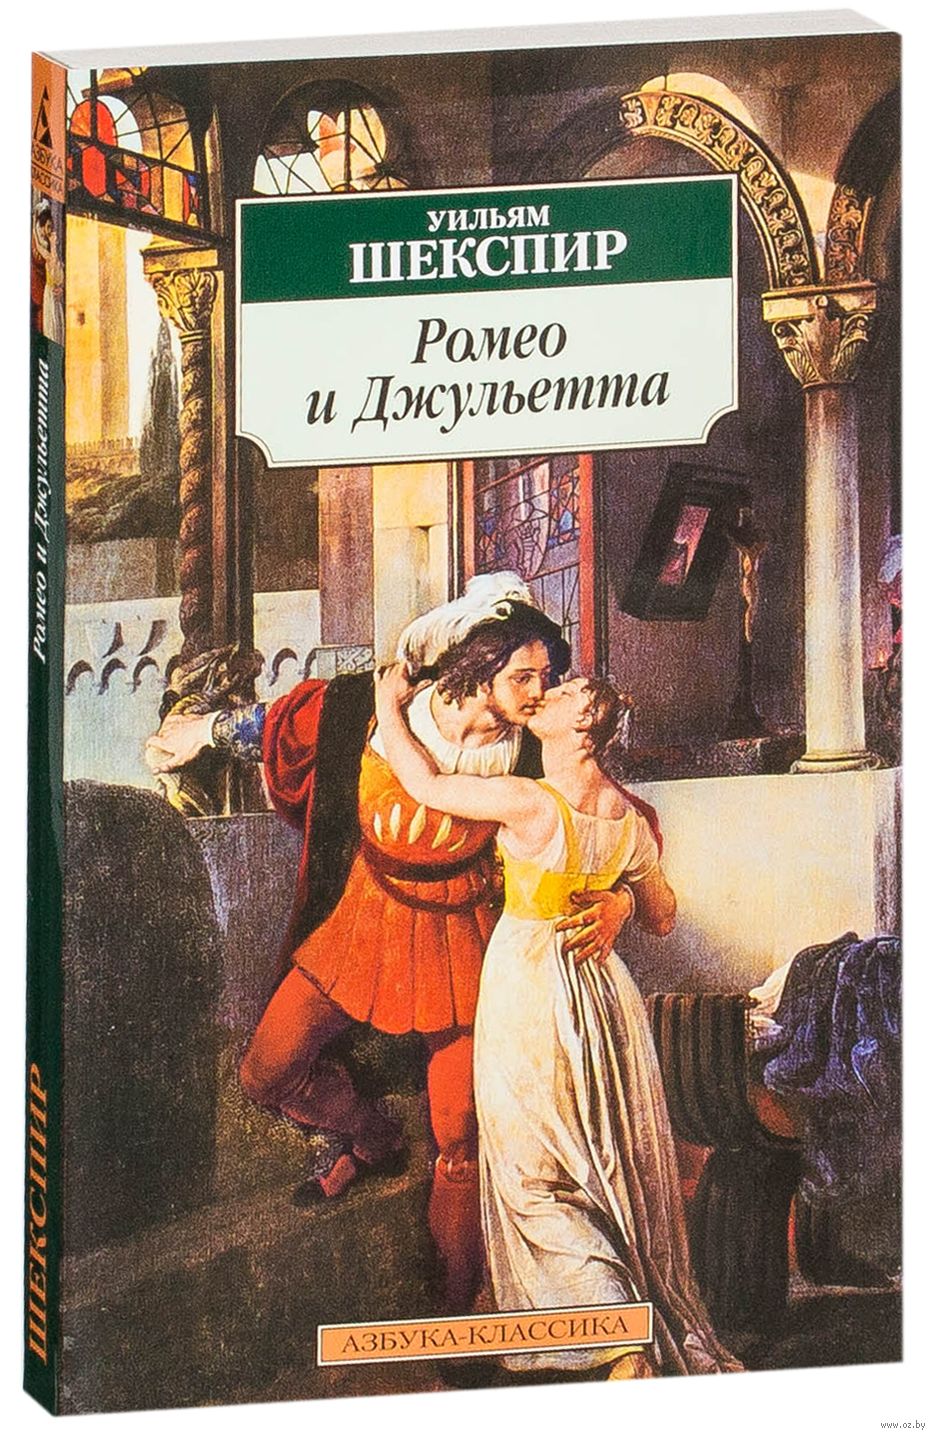 УИЛЬЯМ
ШЕКСПИР
Ромео
и Джульетта
АЗБУКА-КЛАССИКА
АЗБУКА
КЛАССИКА
Ромео и Джульетта
ШЕКСПИР
www.oz.by